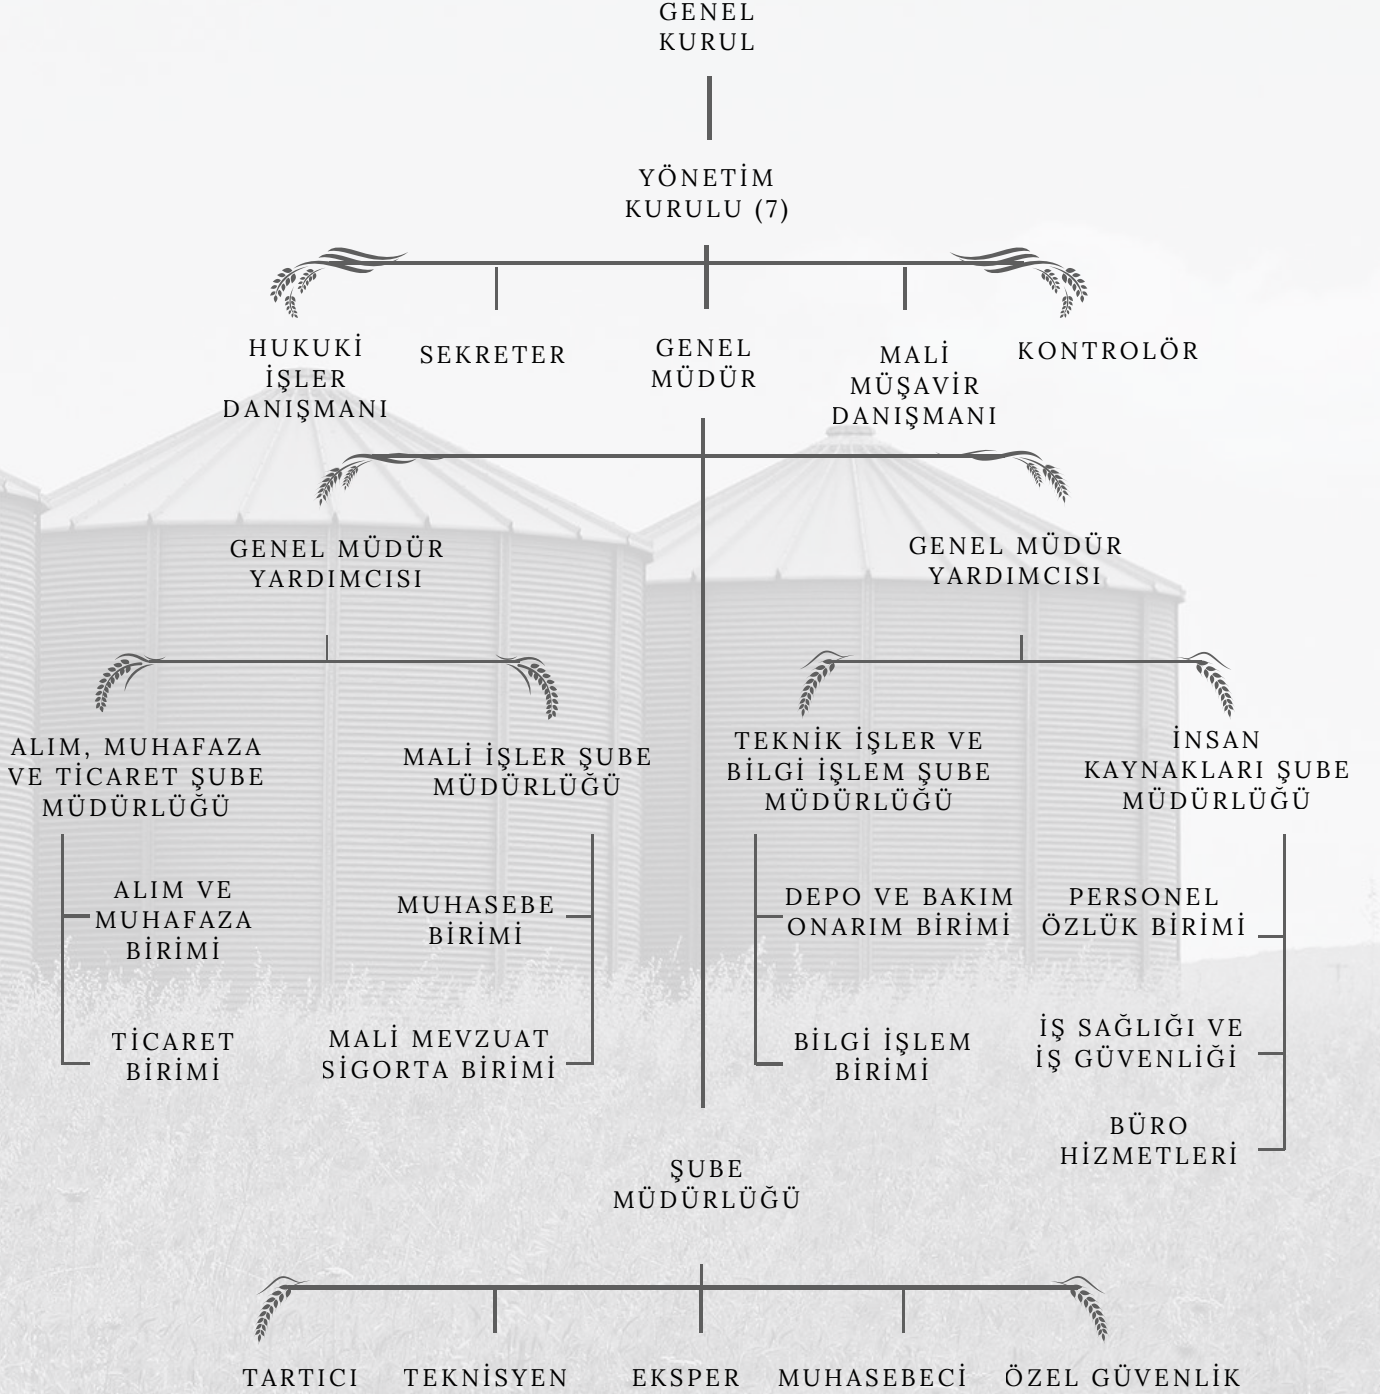 GENEL
KURUL
YÖNETİM
KURULU (7)
HUKUKİ
İŞLER
DANIŞMANI
SEKRETER
GENEL
MÜDÜR
MALİ
MÜŞAVİR
DANIŞMANI
KONTROLÖR
GENEL MÜDÜR
YARDIMCISI
GENEL MÜDÜR
YARDIMCISI
ALIM, MUHAFAZA
VE TİCARET ŞUBE
MÜDÜRLÜĞÜ
MALİ İŞLER ŞUBE
MÜDÜRLÜĞÜ
TEKNİK İŞLER VE
BİLGİ İŞLEM ŞUBE
MÜDÜRLÜĞÜ
İNSAN
KAYNAKLARI ŞUBE
MÜDÜRLÜĞÜ
ALIM VE
MUHAFAZA
BİRİMİ
MUHASEBE
BİRİMİ
DEPO VE BAKIM
ONARIM BİRİMİ
PERSONEL
ÖZLÜK BİRİMİ
TİCARET
BİRİMİ
MALİ MEVZUAT
SİGORTA BİRİMİ
BİLGİ İŞLEM
BİRİMİ
İŞ SAĞLIĞI VE
İŞ GÜVENLİĞİ
BÜRO
HİZMETLERİ
ŞUBE
MÜDÜRLÜĞÜ
TARTICI
TEKNİSYEN
EKSPER
MUHASEBECİ
ÖZEL GÜVENLİK